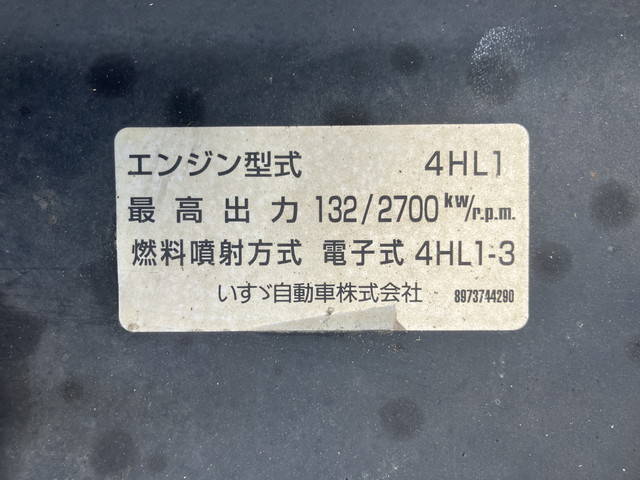 エンジン型式 4HL1
最高出力 132/2700 kw/r.p.m.
燃料噴射方式 電子式 4HL1-3
いすゞ自動車株式会社 8973744290